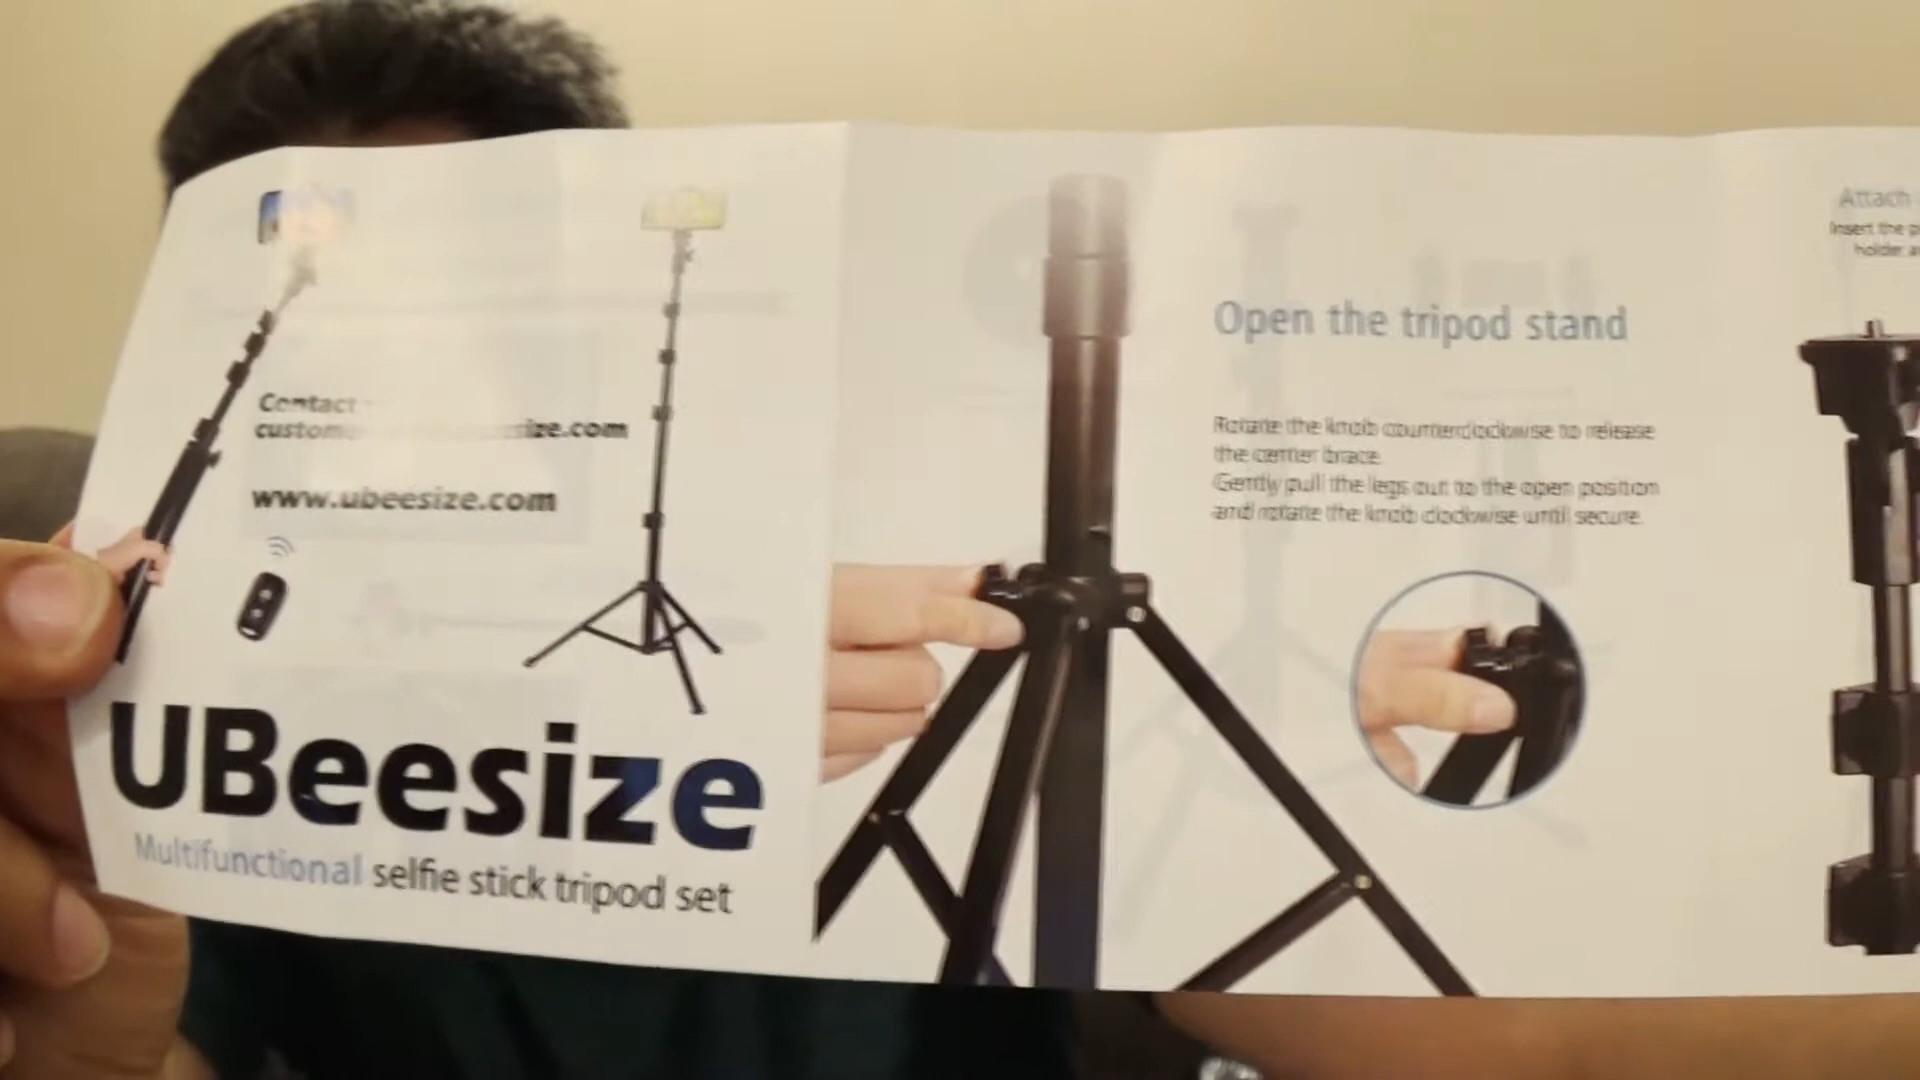 Contact
www.ubeesize.com
UBeesize
Multifunctional selfie stick tripod set
Open the tripod stand
Rotate the knob counterclockwise to release
the center brace.
Gently pull the legs out to the open position
and rotate the knob clockwise until secure.
Attach
Insert the
holder